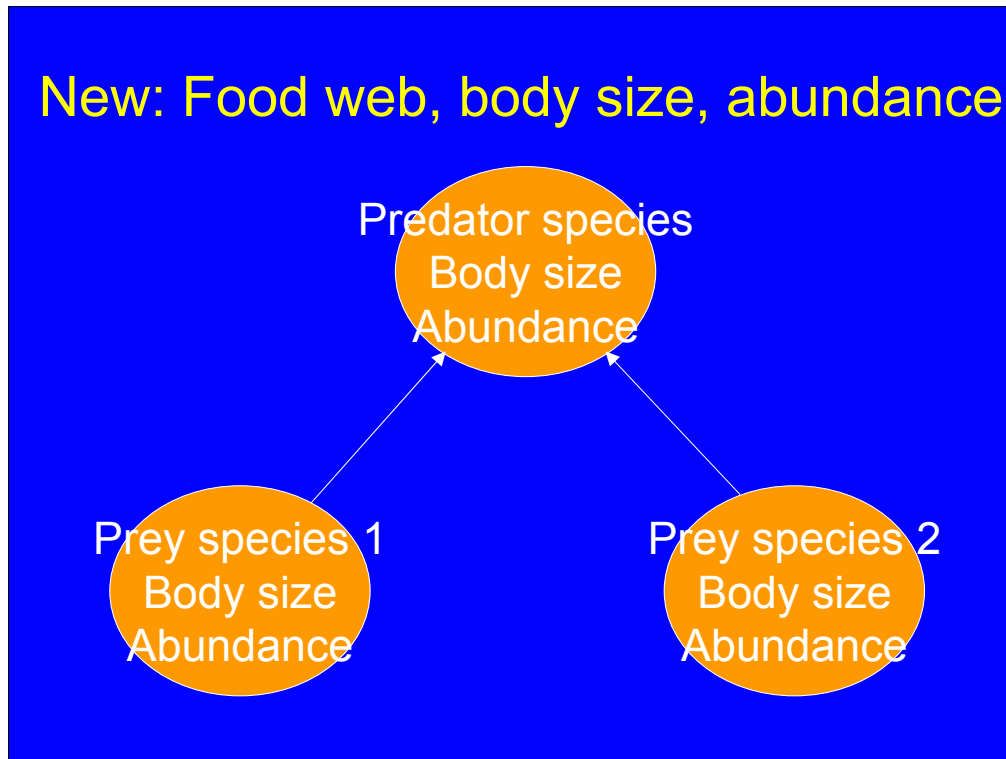 New: Food web, body size, abundance
Predator species
Body size
Abundance
Prey species 1
Body size
Abundance
Prey species 2
Body size
Abundance